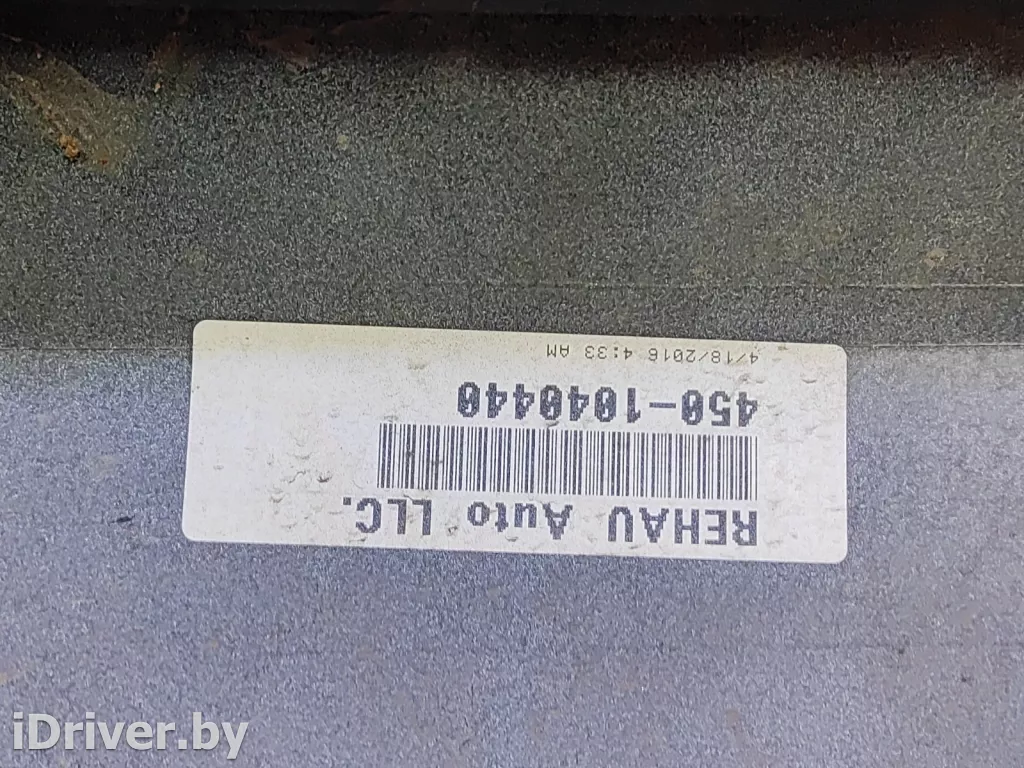 REHAU Auto LLC.
450-1040440
4/18/2016 4:33 AM
iDriver.by